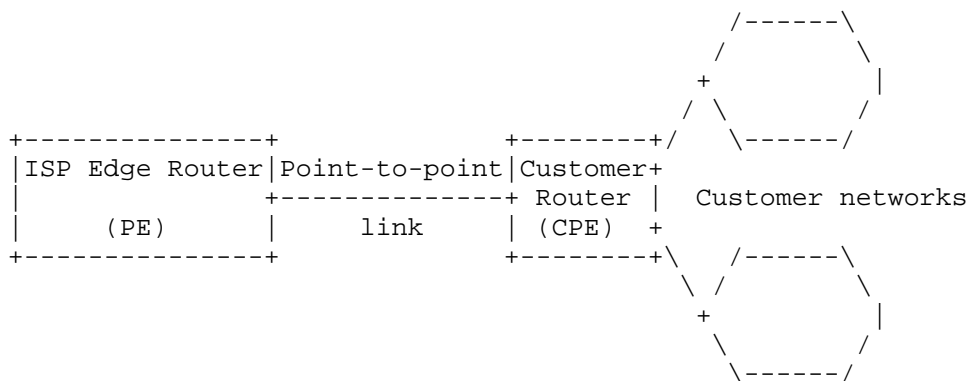 ISP Edge Router Point-to-point Customer
Router Customer networks
(PE) link (CPE)